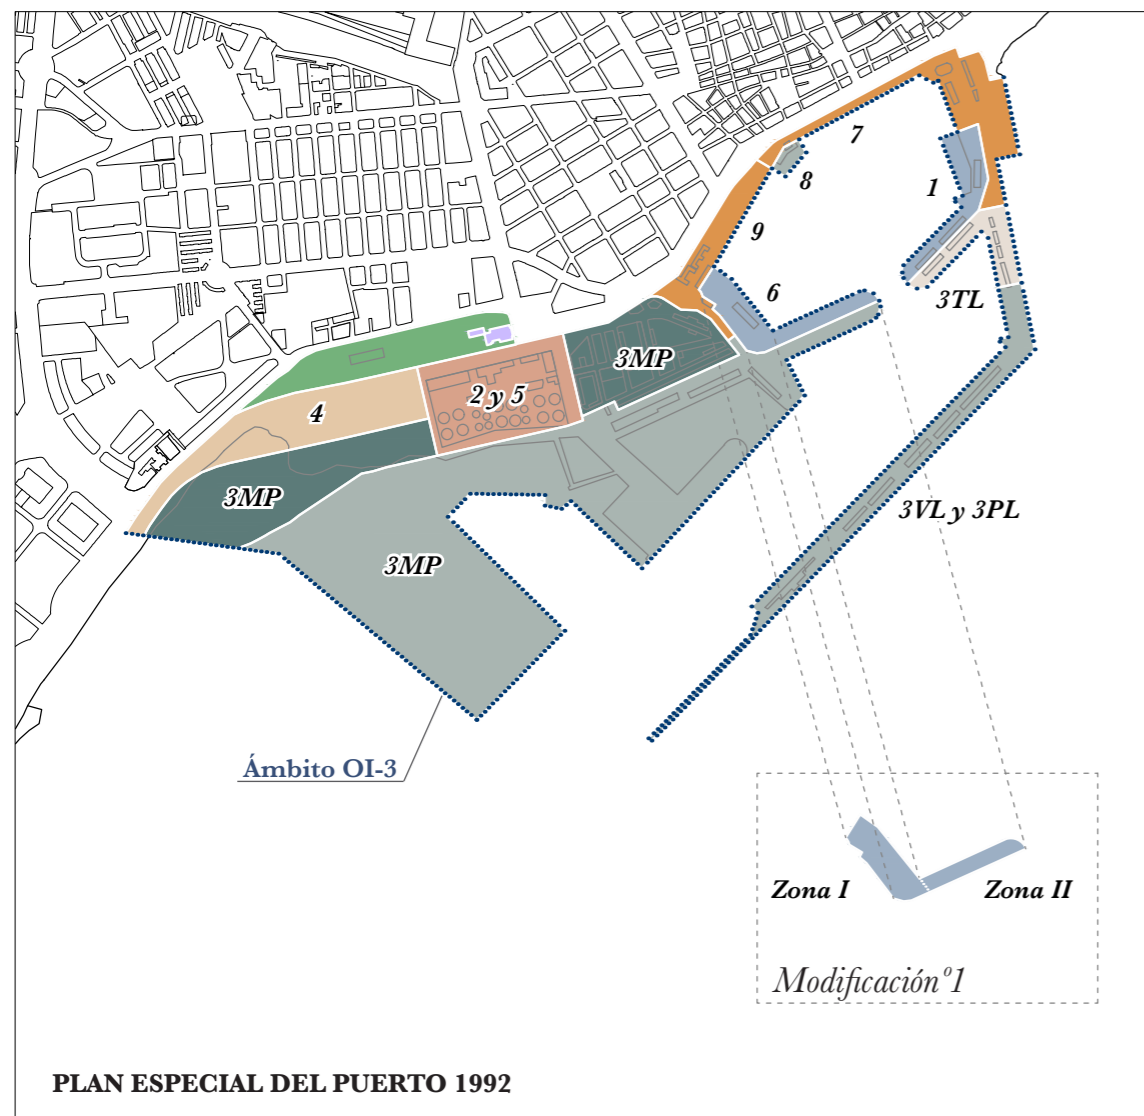 7
8
1
9
6
3TL
3MP
2 y 5
4
3VL y 3PL
3MP
3MP
Ámbito OI-3
Zona I
Zona II
Modificaciónº1
PLAN ESPECIAL DEL PUERTO 1992